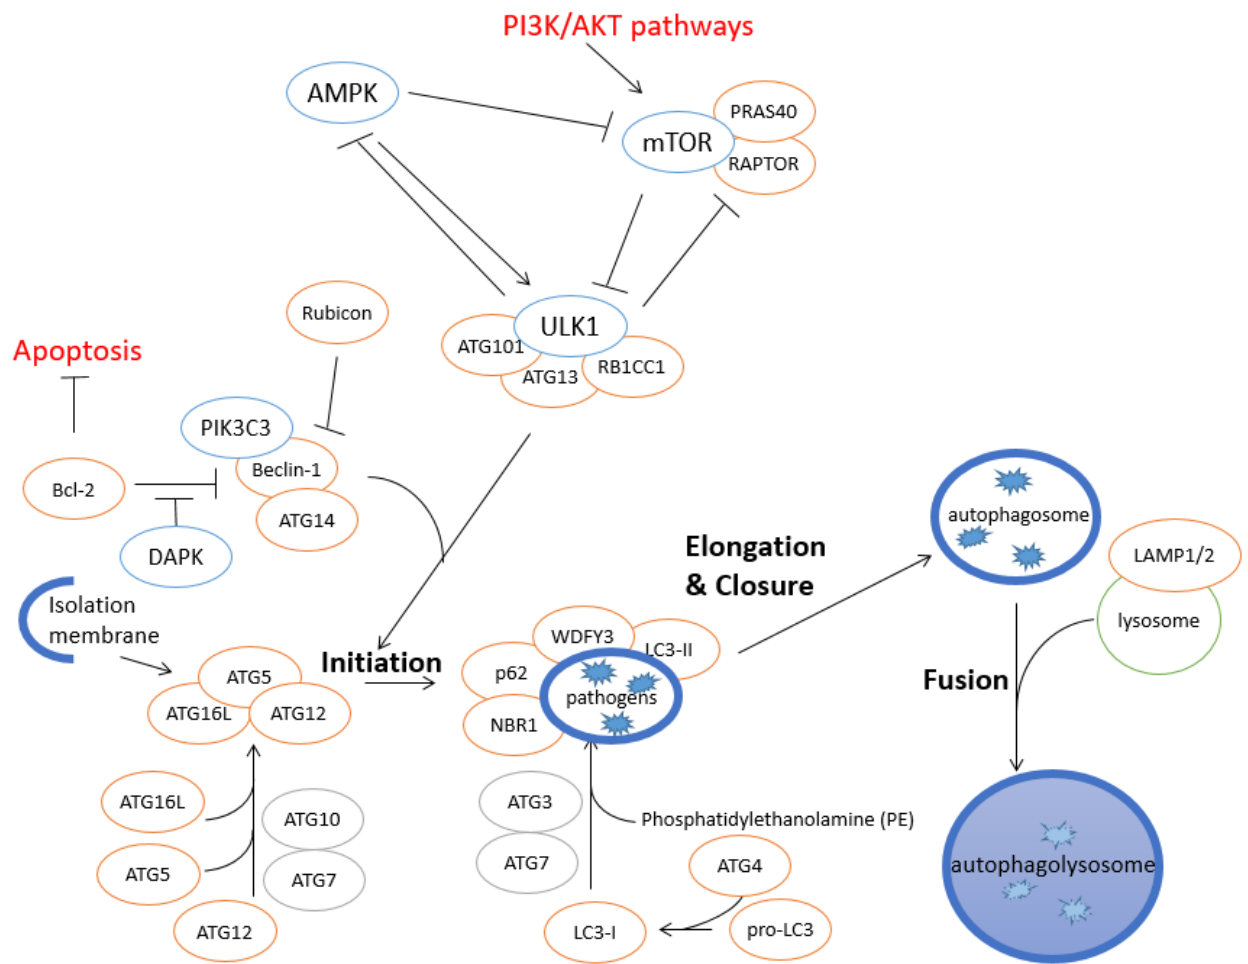 PI3K/AKT pathways
AMPK
mTOR
PRAS40
RAPTOR
Rubicon
ULK1
ATG101
ATG13
RB1CC1
Apoptosis
PIK3C3
Beclin-1
ATG14
Bcl-2
DAPK
Isolation
membrane
Initiation
ATG5
ATG16L
ATG12
ATG16L
ATG5
ATG12
ATG10
ATG7
WDFY3
LC3-II
p62
NBR1
pathogens
Elongation
& Closure
ATG3
ATG7
Phosphatidylethanolamine (PE)
ATG4
LC3-I
pro-LC3
autophagosome
LAMP1/2
lysosome
Fusion
autophagolysosome